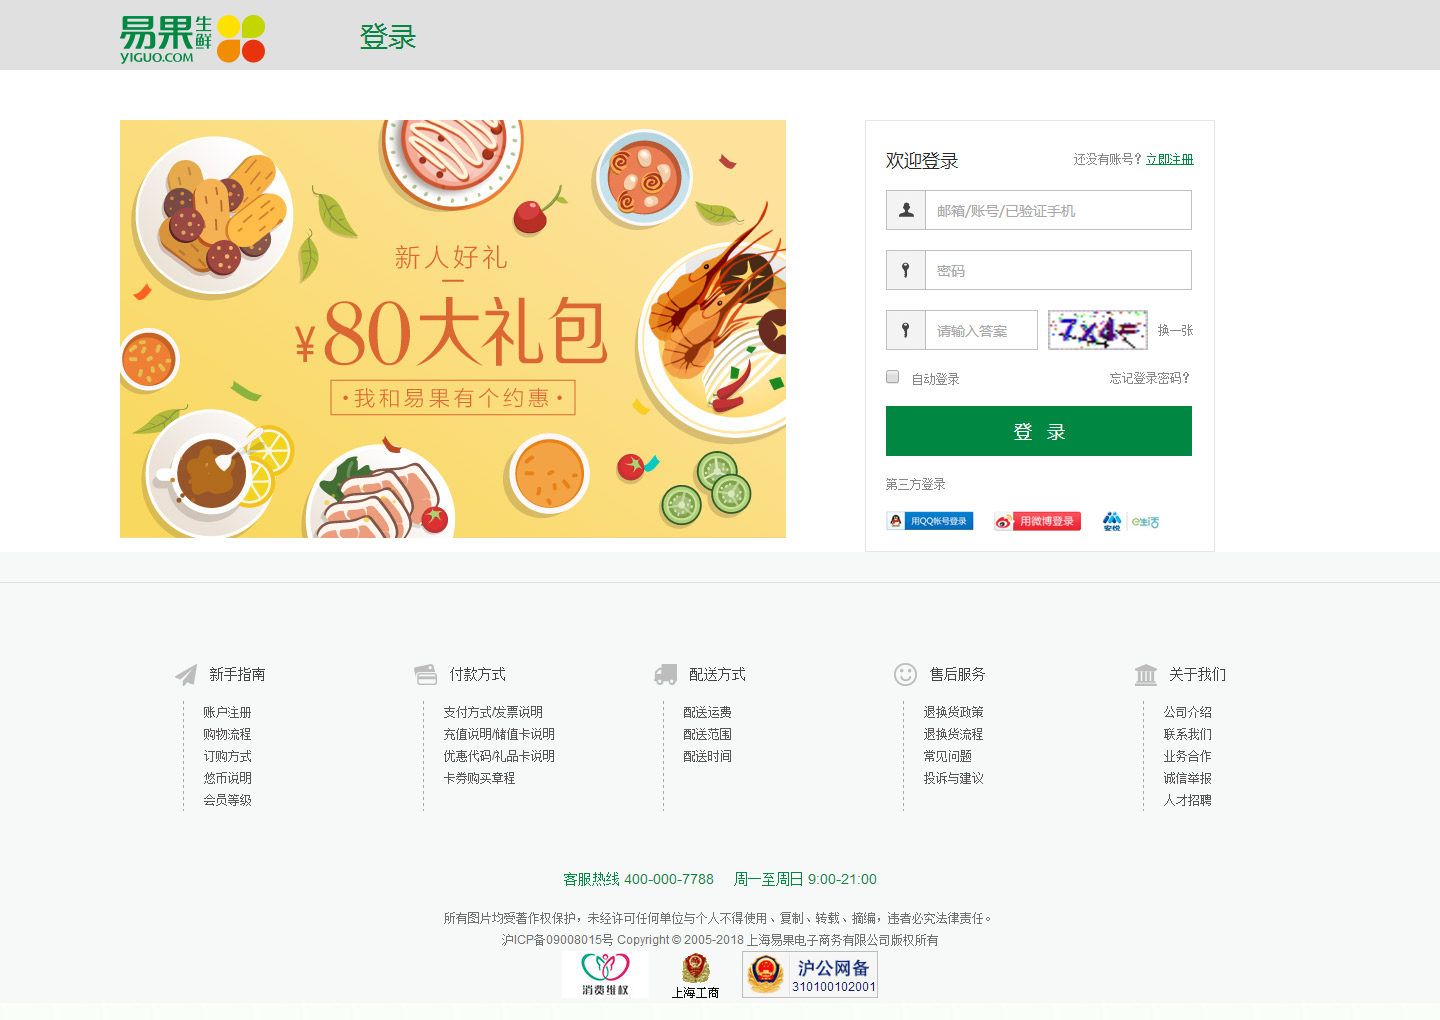 易果生鲜
YIGUO.COM
登录
新人好礼
¥80大礼包
·我和易果有个约惠·
欢迎登录
还没有账号？立即注册
邮箱/账号/已验证手机
密码
请输入答案
7x4=
换一张
自动登录
忘记登录密码？
登 录
第三方登录
用QQ帐号登录
用微博登录
安悦
e生活
新手指南
账户注册
购物流程
订购方式
悠币说明
会员等级
付款方式
支付方式/发票说明
充值说明/储值卡说明
优惠代码/礼品卡说明
卡券购买章程
配送方式
配送运费
配送范围
配送时间
售后服务
退换货政策
退换货流程
常见问题
投诉与建议
关于我们
公司介绍
联系我们
业务合作
诚信举报
人才招聘
客服热线 400-000-7788 周一至周日 9:00-21:00
所有图片均受著作权保护，未经许可任何单位与个人不得使用、复制、转载、摘编，违者必究法律责任。
沪ICP备09008015号 Copyright © 2005-2018 上海易果电子商务有限公司版权所有
消费维权
上海工商
沪公网备
310100102001